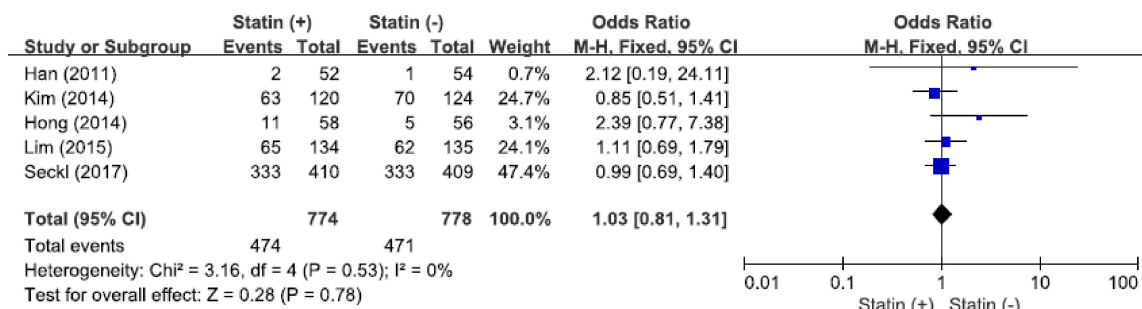 Statin (+) Statin (-) Odds Ratio Odds Ratio
Study or Subgroup Events Total Events Total Weight M-H, Fixed, 95% CI M-H, Fixed, 95% CI
Han (2011) 2 52 1 54 0.7% 2.12 [0.19, 24.11]
Kim (2014) 63 120 70 124 24.7% 0.85 [0.51, 1.41]
Hong (2014) 11 58 5 56 3.1% 2.39 [0.77, 7.38]
Lim (2015) 65 134 62 135 24.1% 1.11 [0.69, 1.79]
Seckl (2017) 333 410 333 409 47.4% 0.99 [0.69, 1.40]
Total (95% CI) 774 778 100.0% 1.03 [0.81, 1.31]
Total events 474 471
Heterogeneity: Chi² = 3.16, df = 4 (P = 0.53); I² = 0%
Test for overall effect: Z = 0.28 (P = 0.78)
0.01 0.1 1 10 100
Statin (+) Statin (-)